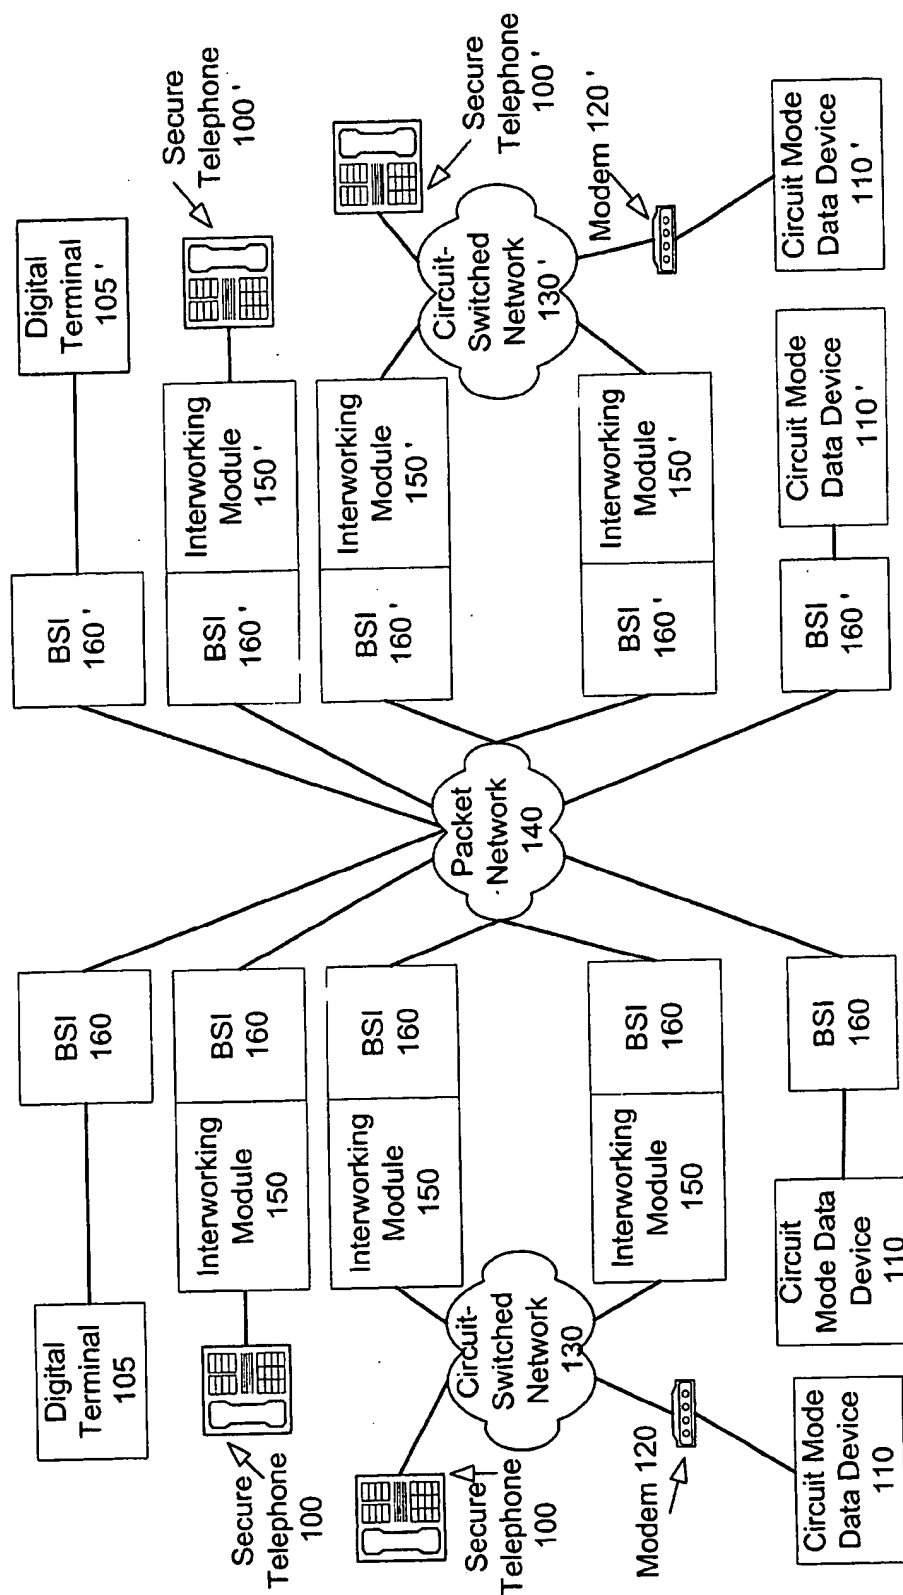 Digital
Terminal
105
BSI
160
BSI
160 '
Digital
Terminal
105 '
Secure
Telephone
100
Interworking
Module
150
BSI
160
BSI
160 '
Interworking
Module
150 '
Secure
Telephone
100 '
Secure
Telephone
100
Circuit-
Switched
Network
130
Interworking
Module
150
BSI
160
Packet
Network
140
BSI
160 '
Interworking
Module
150 '
Circuit-
Switched
Network
130 '
Secure
Telephone
100 '
Modem 120
Interworking
Module
150
BSI
160
BSI
160 '
Interworking
Module
150 '
Modem 120 '
Circuit Mode
Data Device
110
Circuit
Mode Data
Device
110
BSI
160
BSI
160 '
Circuit Mode
Data Device
110 '
Circuit Mode
Data Device
110 '